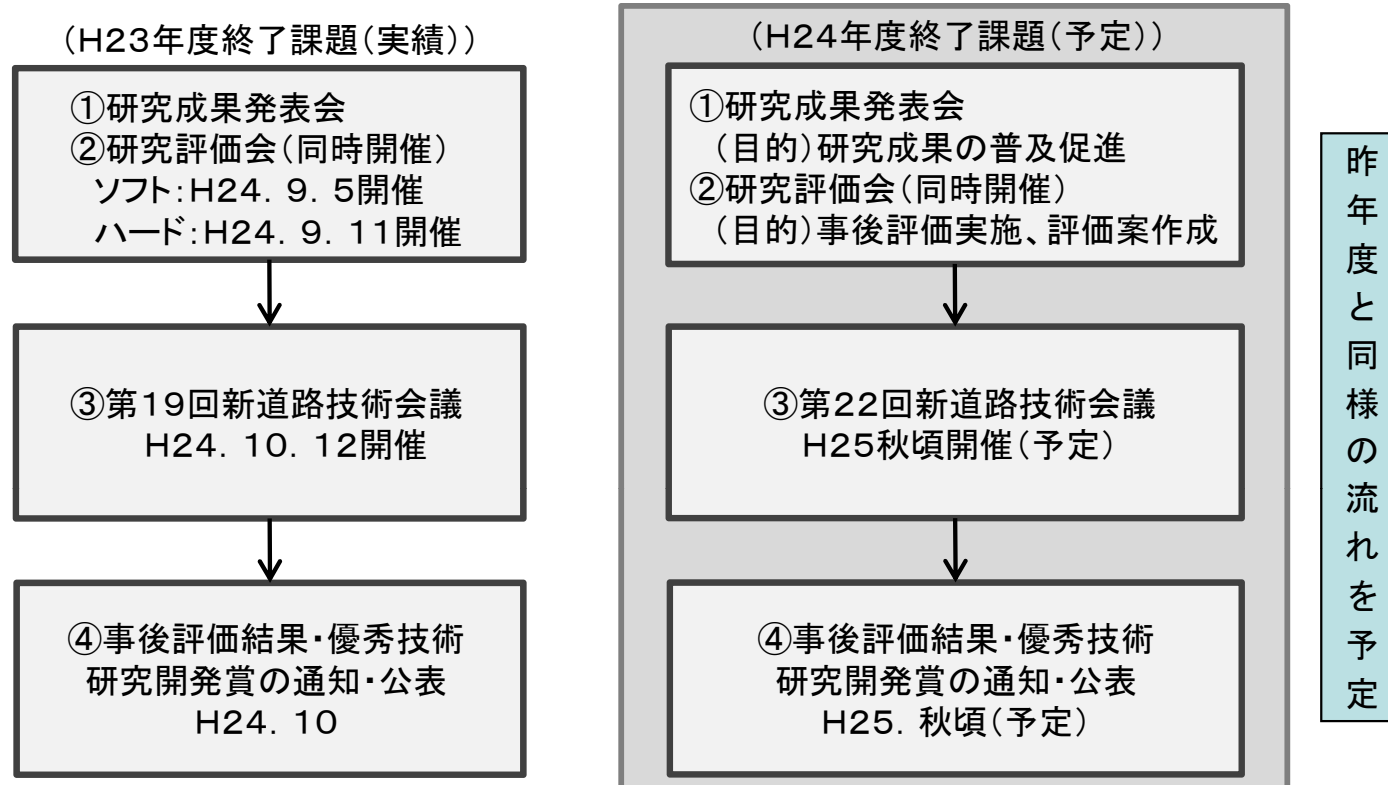 (H23年度終了課題(実績))
①研究成果発表会
②研究評価会(同時開催)
ソフト:H24. 9. 5開催
ハード:H24. 9. 11開催
③第19回新道路技術会議
H24. 10. 12開催
④事後評価結果・優秀技術
研究開発賞の通知・公表
H24. 10
(H24年度終了課題(予定))
①研究成果発表会
(目的)研究成果の普及促進
②研究評価会(同時開催)
(目的)事後評価実施、評価案作成
③第22回新道路技術会議
H25秋頃開催(予定)
④事後評価結果・優秀技術
研究開発賞の通知・公表
H25. 秋頃(予定)
昨年度と同様の流れを予定